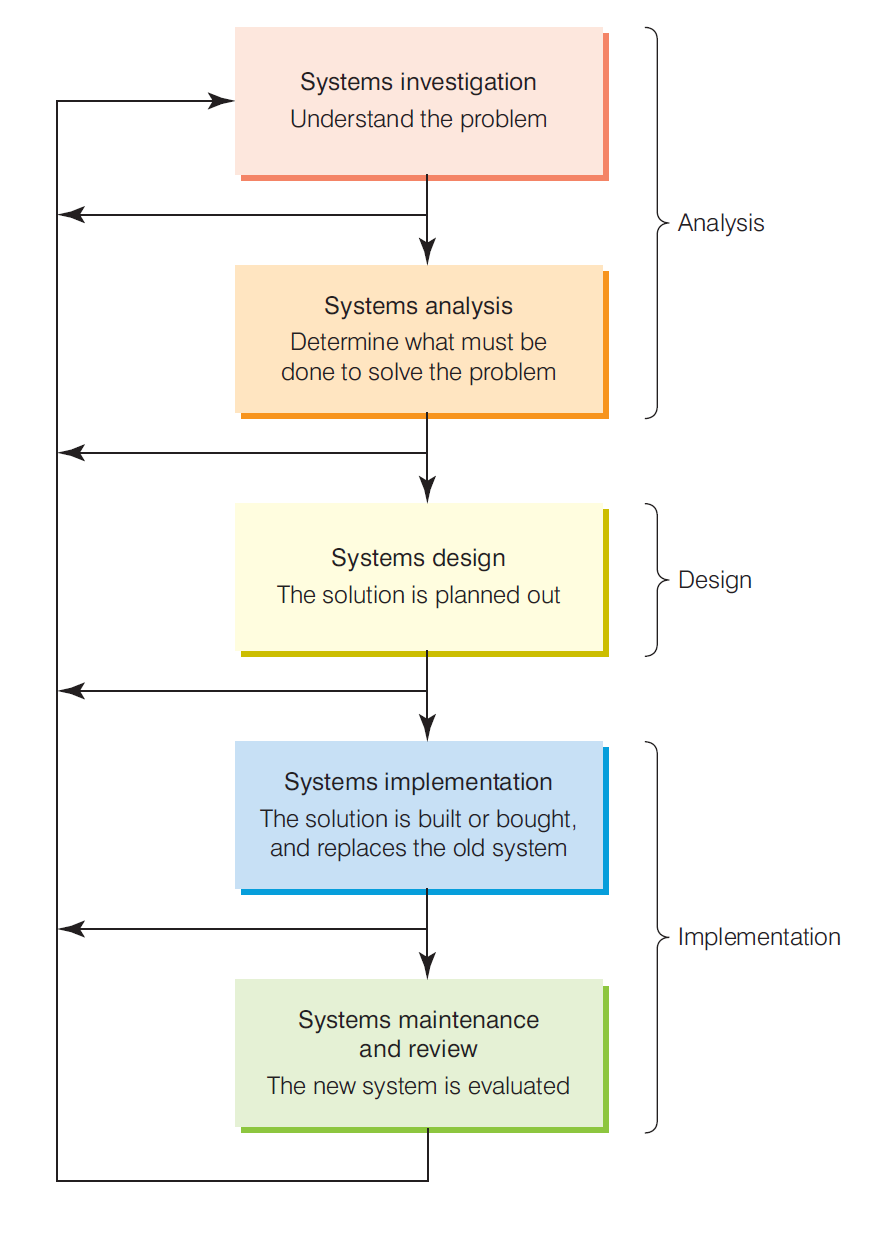 Systems investigation
Understand the problem
Analysis
Systems analysis
Determine what must be
done to solve the problem
Systems design
The solution is planned out
Design
Systems implementation
The solution is built or bought,
and replaces the old system
Implementation
Systems maintenance
and review
The new system is evaluated